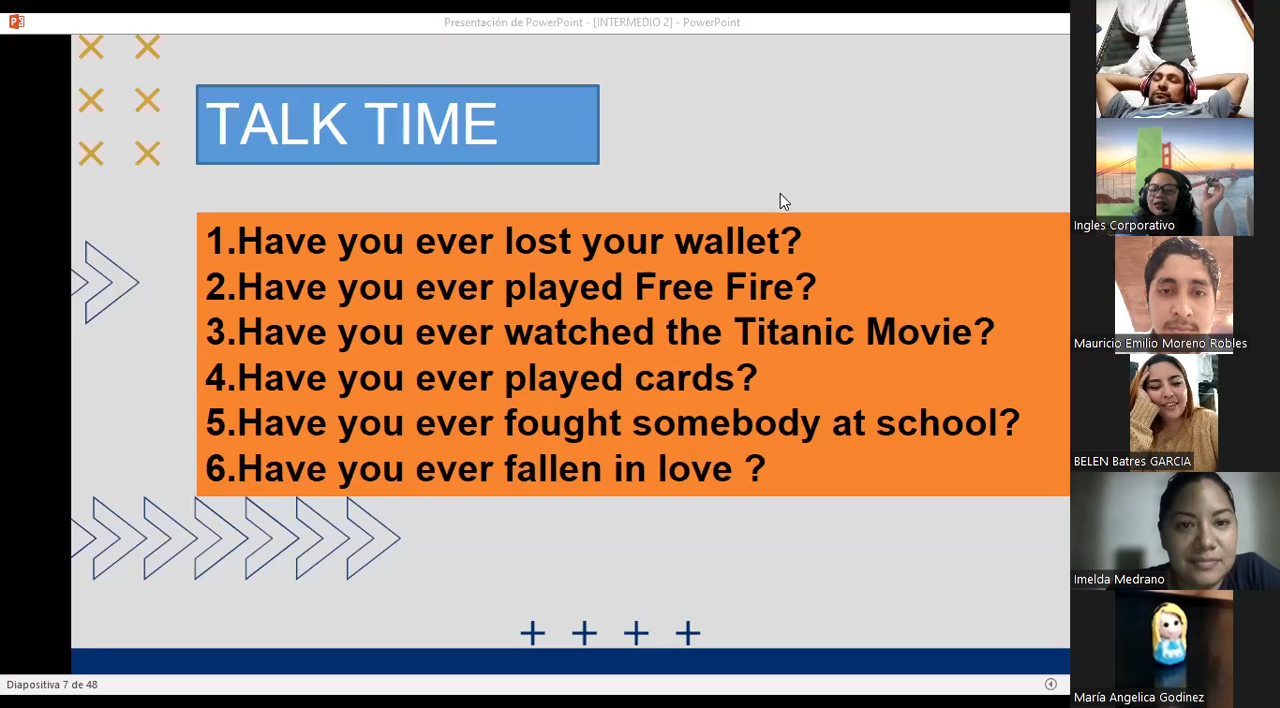 Presentación de PowerPoint - [INTERMEDIO 2] - PowerPoint
TALK TIME
1.Have you ever lost your wallet?
2.Have you ever played Free Fire?
3.Have you ever watched the Titanic Movie?
4.Have you ever played cards?
5.Have you ever fought somebody at school?
6.Have you ever fallen in love ?
Diapositiva 7 de 48
Ingles Corporativo
Mauricio Emilio Moreno Robles
BELEN Batres GARCIA
Imelda Medrano
María Angelica Godinez